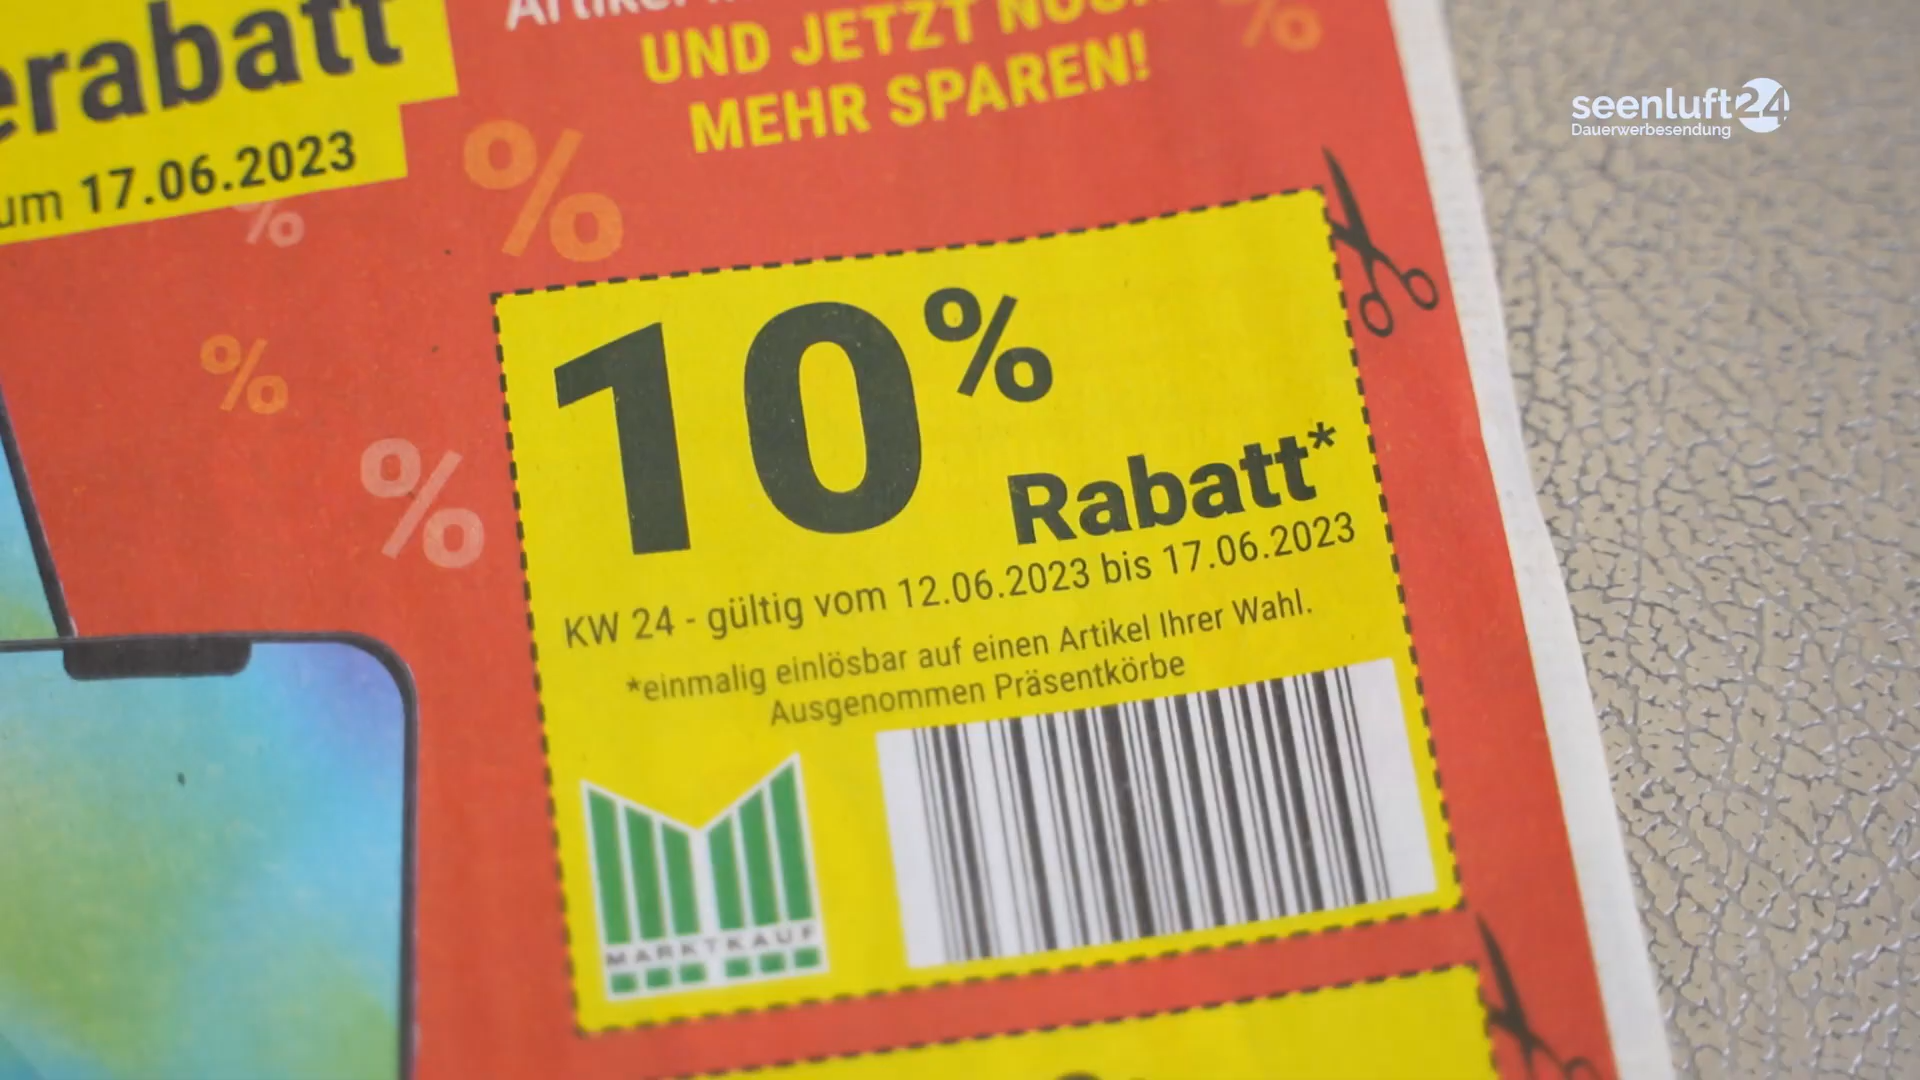 erabatt
um 17.06.2023
UND JETZT NOCH
MEHR SPAREN!
seenluft24
Dauerwerbesendung
10%
Rabatt*
KW 24 - gültig vom 12.06.2023 bis 17.06.2023
*einmalig einlösbar auf einen Artikel Ihrer Wahl.
Ausgenommen Präsentkörbe
MARKTKAUF